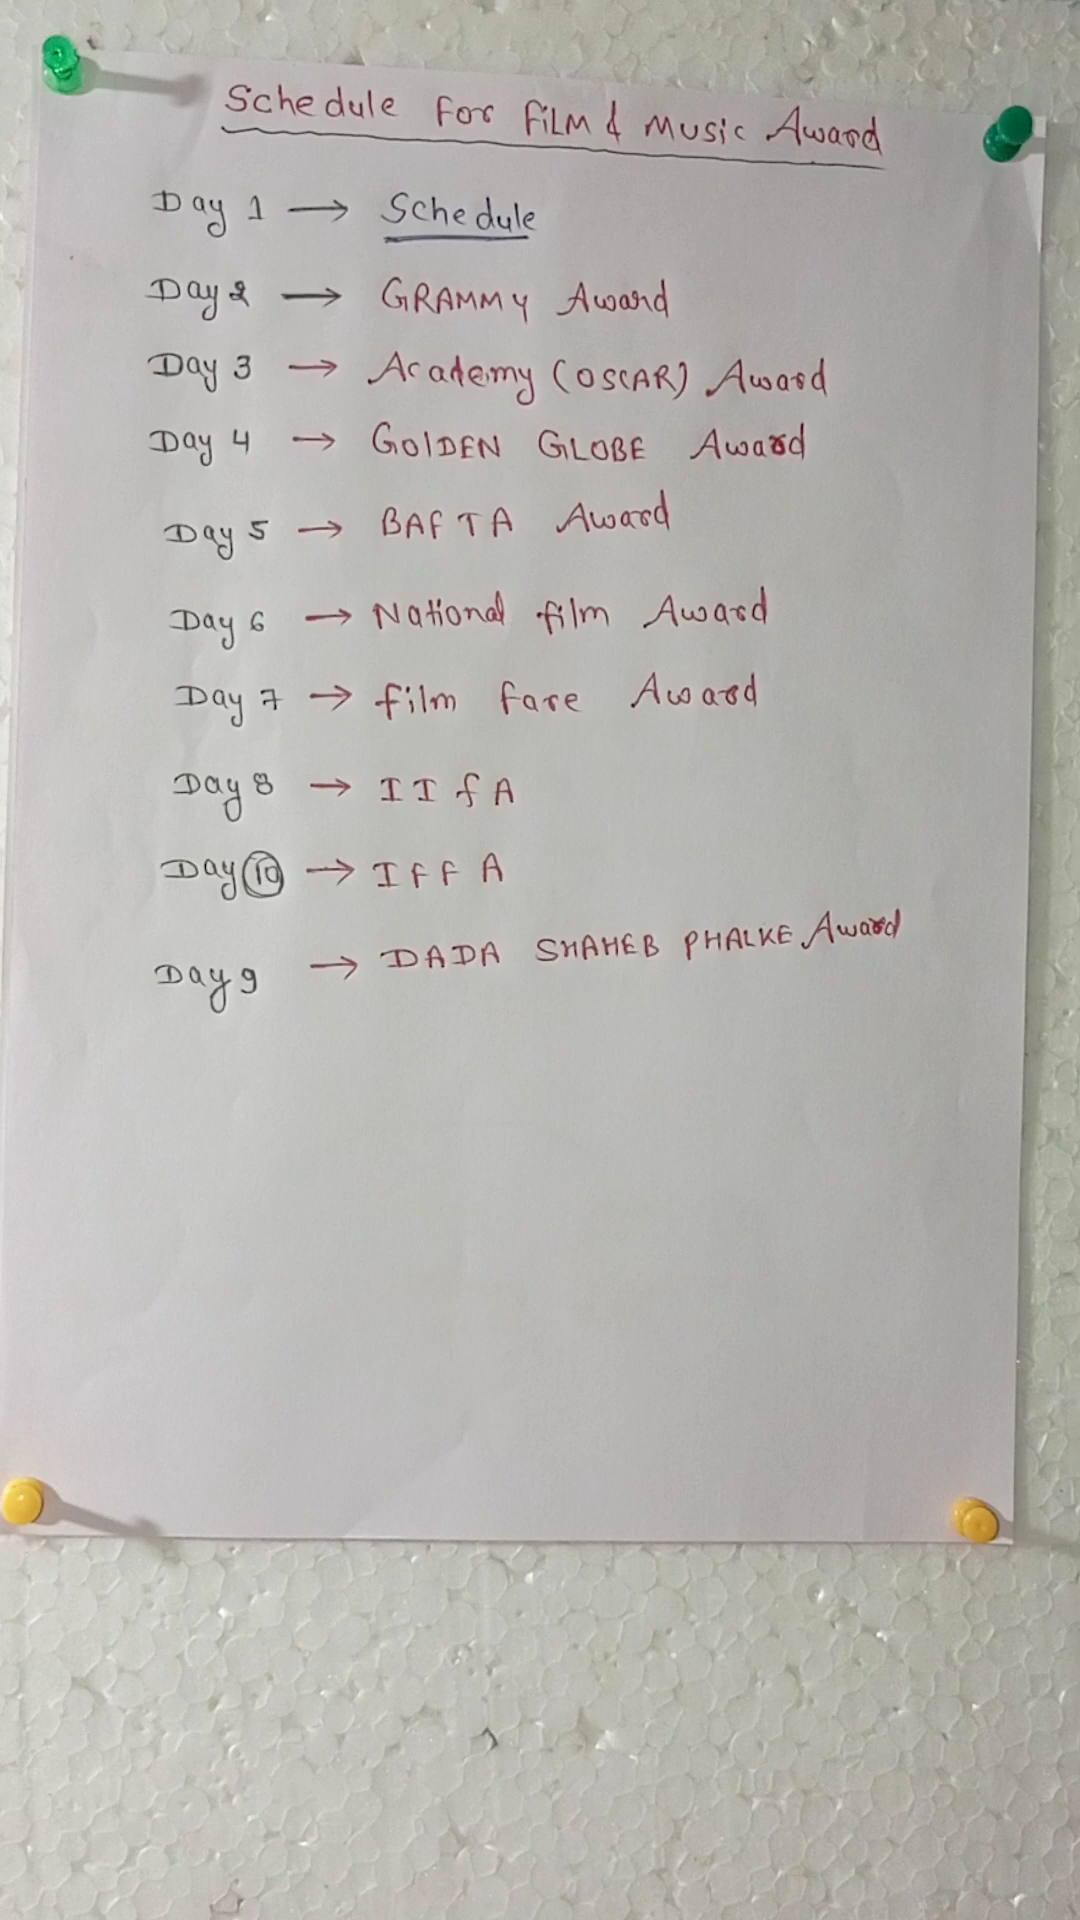 Schedule For FiLM & Music Award
Day 1 → Schedule
Day 2 → GRAMMY Award
Day 3 → Academy (OSCAR) Award
Day 4 → GolDEN GLOBE Award
Day 5 → BAFTA Award
Day 6 → National film Award
Day 7 → film fare Award
Day 8 → IIfA
Day 10 → IffA
Day 9 → DADA SHAHEB PHALKE Award